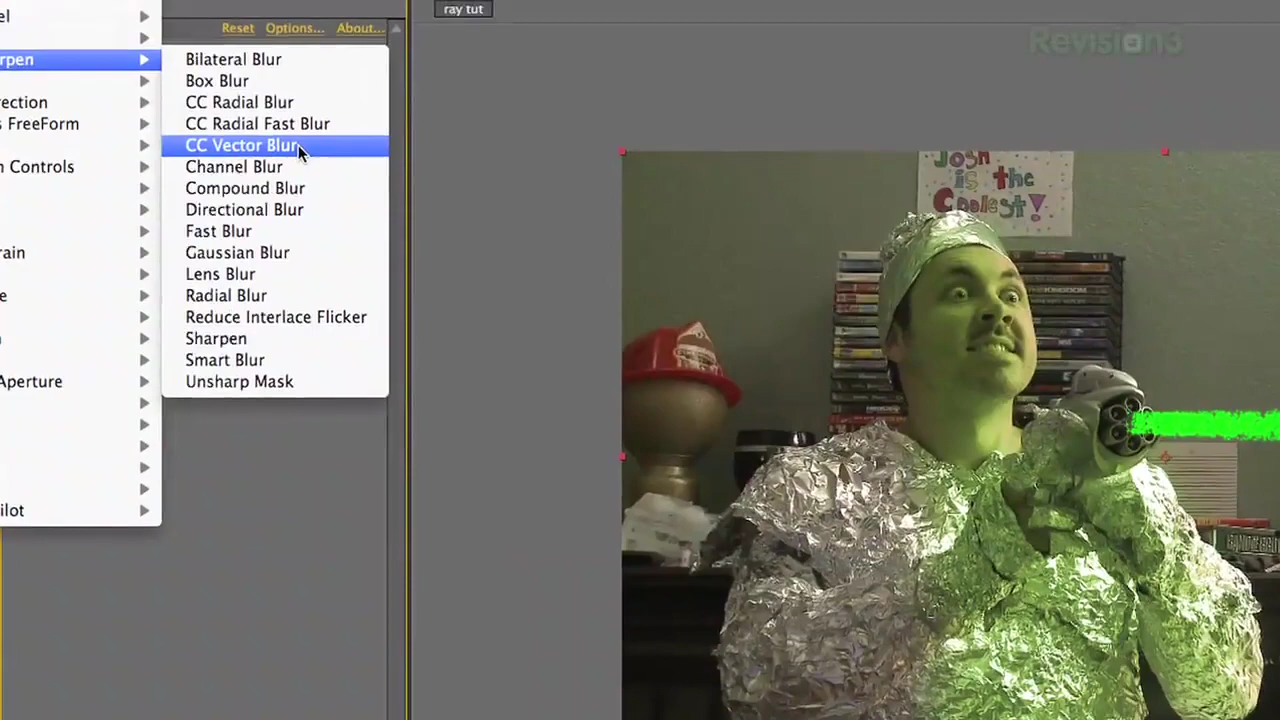 ray tut
el
Reset Options... About...
Revision3
rpen
Bilateral Blur
Box Blur
ection
CC Radial Blur
s FreeForm
CC Radial Fast Blur
CC Vector Blur
n Controls
Channel Blur
Compound Blur
Directional Blur
Fast Blur
rain
Gaussian Blur
Lens Blur
e
Radial Blur
Reduce Interlace Flicker
Sharpen
Smart Blur
Aperture
Unsharp Mask
ilot
Josh
is the
Coolest!
THE KINGDOM